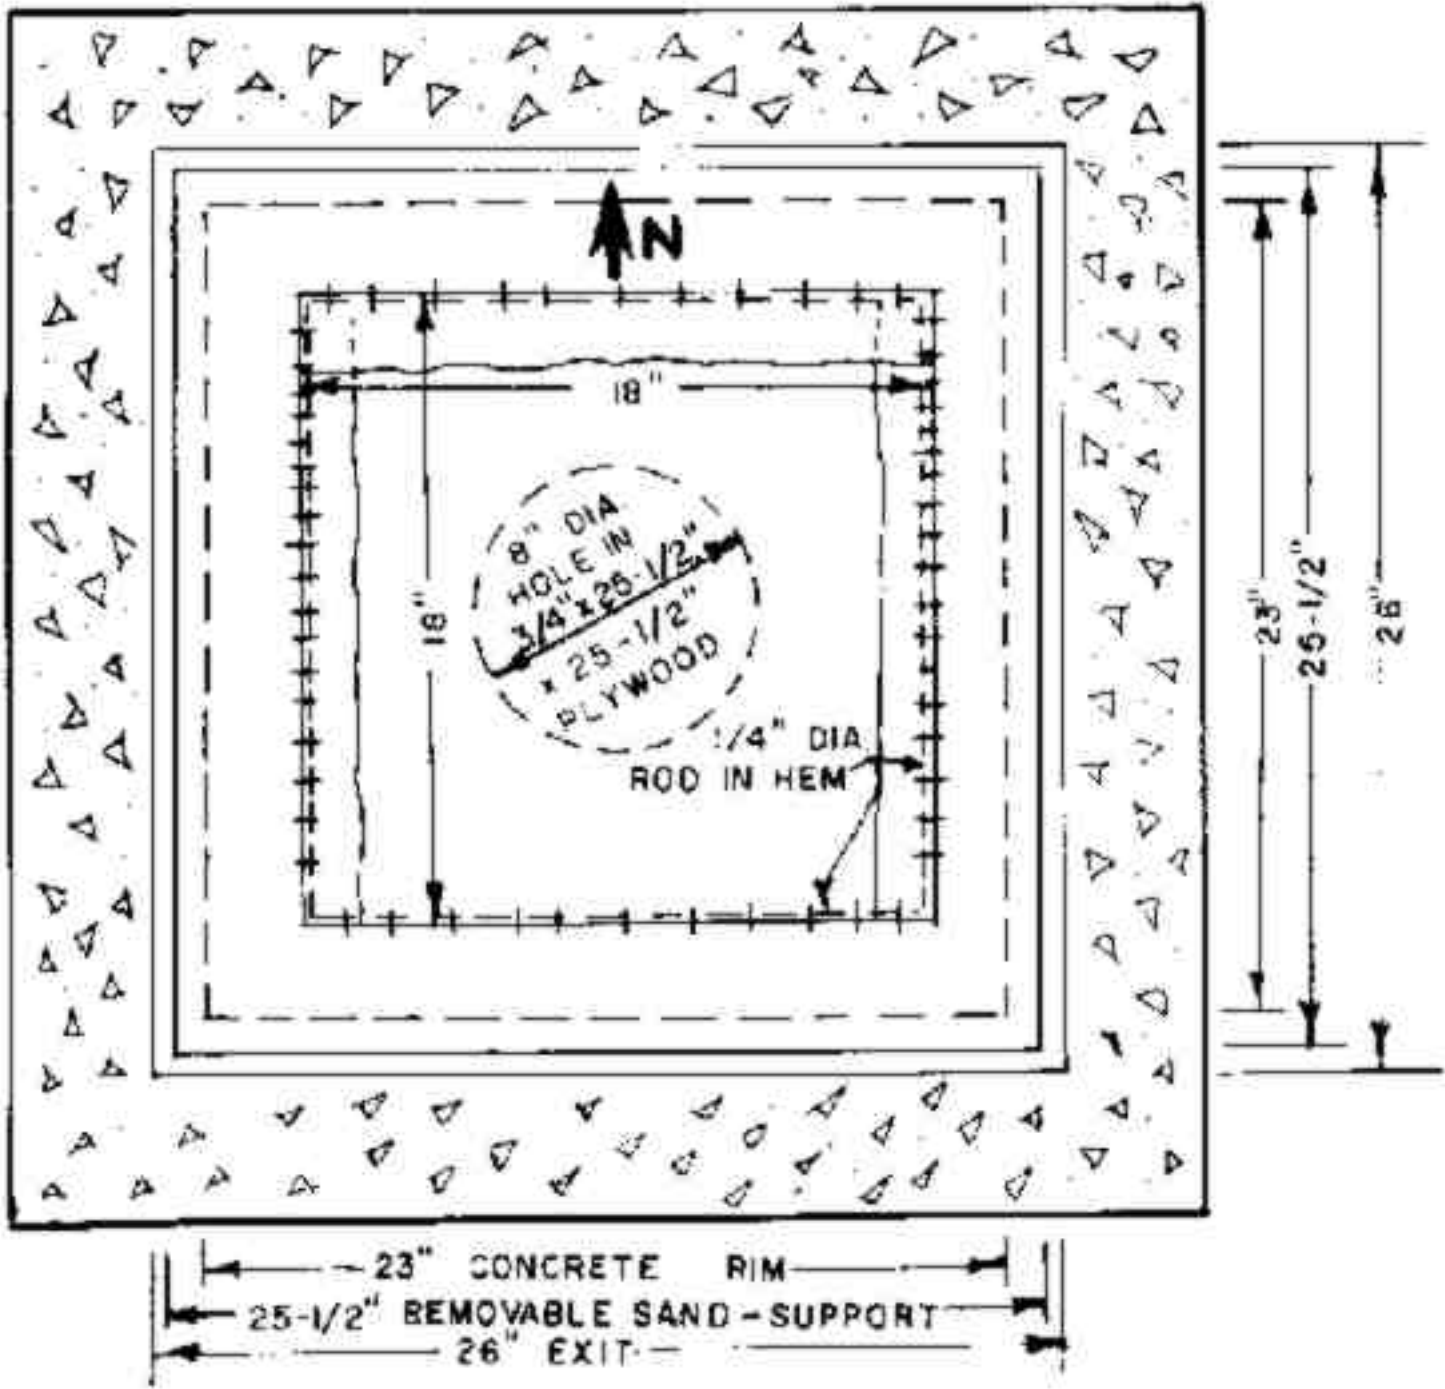 N
18"
18"
8" DIA
HOLE IN
3/4" x 25-1/2"
x 25-1/2"
PLYWOOD
1/4" DIA
ROD IN HEM
23"
25-1/2"
26"
23" CONCRETE RIM
25-1/2" REMOVABLE SAND-SUPPORT
26" EXIT